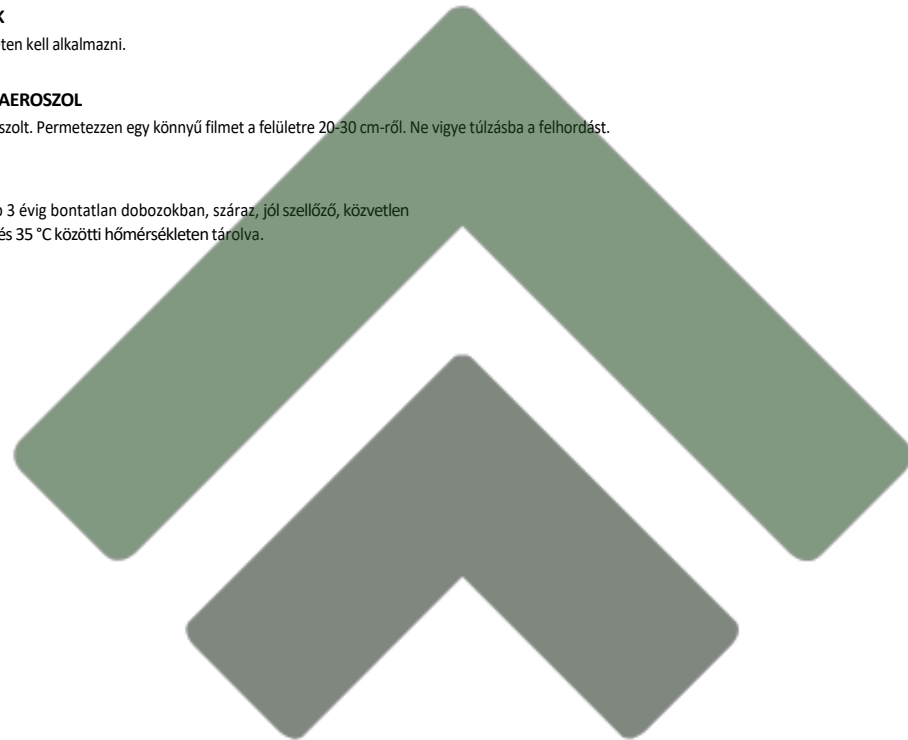 K
ten kell alkalmazni.
AEROSZOL
szolt. Permetezzen egy könnyű filmet a felületre 20-30 cm-ről. Ne vigye túlzásba a felhordást.
3 évig bontatlan dobozokban, száraz, jól szellőző, közvetlen
és 35 °C közötti hőmérsékleten tárolva.